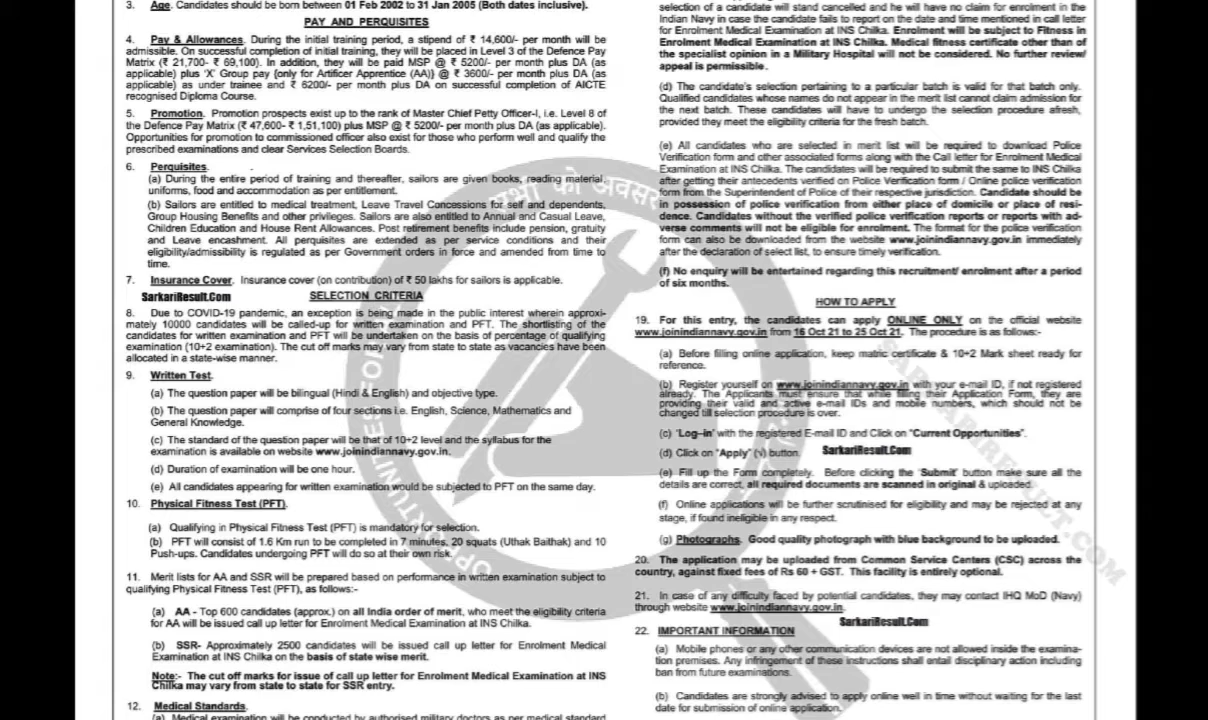 3. Age. Candidates should be born between 01 Feb 2002 to 31 Jan 2005 (Both dates inclusive).
PAY AND PERQUISITES
4. Pay & Allowances. During the initial training period, a stipend of ₹ 14,600/- per month will be
admissible. On successful completion of initial training, they will be placed in Level 3 of the Defence Pay
Matrix (₹ 21,700- ₹ 69,100). In addition, they will be paid MSP @ ₹ 5200/- per month plus DA (as
applicable) plus 'X' Group pay {only for Artificer Apprentice (AA)} @ ₹ 3600/- per month plus DA (as
applicable) as under trainee and ₹ 6200/- per month plus DA on successful completion of AICTE
recognised Diploma Course.
5. Promotion. Promotion prospects exist up to the rank of Master Chief Petty Officer-I, i.e. Level 8 of
the Defence Pay Matrix (₹ 47,600- ₹ 1,51,100) plus MSP @ ₹ 5200/- per month plus DA (as applicable).
Opportunities for promotion to commissioned officer also exist for those who perform well and qualify the
prescribed examinations and clear Services Selection Boards.
6. Perquisites.
(a) During the entire period of training and thereafter, sailors are given books, reading material,
uniforms, food and accommodation as per entitlement.
(b) Sailors are entitled to medical treatment, Leave Travel Concessions for self and dependents,
Group Housing Benefits and other privileges. Sailors are also entitled to Annual and Casual Leave,
Children Education and House Rent Allowances. Post retirement benefits include pension, gratuity
and Leave encashment. All perquisites are extended as per service conditions and their
eligibility/admissibility is regulated as per Government orders in force and amended from time to
time.
7. Insurance Cover. Insurance cover (on contribution) of ₹ 50 lakhs for sailors is applicable.
SarkariResult.Com
SELECTION CRITERIA
8. Due to COVID-19 pandemic, an exception is being made in the public interest wherein approxi-
mately 10000 candidates will be called-up for written examination and PFT. The shortlisting of the
candidates for written examination and PFT will be undertaken on the basis of percentage of qualifying
examination (10+2 examination). The cut off marks may vary from state to state as vacancies have been
allocated in a state-wise manner.
9. Written Test.
(a) The question paper will be bilingual (Hindi & English) and objective type.
(b) The question paper will comprise of four sections i.e. English, Science, Mathematics and
General Knowledge.
(c) The standard of the question paper will be that of 10+2 level and the syllabus for the
examination is available on website www.joinindiannavy.gov.in.
(d) Duration of examination will be one hour.
(e) All candidates appearing for written examination would be subjected to PFT on the same day.
10. Physical Fitness Test (PFT).
(a) Qualifying in Physical Fitness Test (PFT) is mandatory for selection.
(b) PFT will consist of 1.6 Km run to be completed in 7 minutes, 20 squats (Uthak Baithak) and 10
Push-ups. Candidates undergoing PFT will do so at their own risk.
11. Merit lists for AA and SSR will be prepared based on performance in written examination subject to
qualifying Physical Fitness Test (PFT), as follows:-
(a) AA - Top 600 candidates (approx.) on all India order of merit, who meet the eligibility criteria
for AA will be issued call up letter for Enrolment Medical Examination at INS Chilka.
(b) SSR- Approximately 2500 candidates will be issued call up letter for Enrolment Medical
Examination at INS Chilka on the basis of state wise merit.
Note:- The cut off marks for issue of call up letter for Enrolment Medical Examination at INS
Chilka may vary from state to state for SSR entry.
12. Medical Standards.
(a) Medical examination will be conducted by authorised military doctors as per medical standard
selection of a candidate will stand cancelled and he will have no claim for enrolment in the
Indian Navy in case the candidate fails to report on the date and time mentioned in call letter
for Enrolment Medical Examination at INS Chilka. Enrolment will be subject to Fitness in
Enrolment Medical Examination at INS Chilka. Medical fitness certificate other than of
the specialist opinion in a Military Hospital will not be considered. No further review/
appeal is permissible.
(d) The candidate's selection pertaining to a particular batch is valid for that batch only.
Qualified candidates whose names do not appear in the merit list cannot claim admission for
the next batch. These candidates will have to undergo the selection procedure afresh,
provided they meet the eligibility criteria for the fresh batch.
(e) All candidates who are selected in merit list will be required to download Police
Verification form and other associated forms along with the Call letter for Enrolment Medical
Examination at INS Chilka. The candidates will be required to submit the same to INS Chilka
after getting their antecedents verified on Police Verification form / Online police verification
form from the Superintendent of Police of their respective jurisdiction. Candidate should be
in possession of police verification from either place of domicile or place of resi-
dence. Candidates without the verified police verification reports or reports with ad-
verse comments will not be eligible for enrolment. The format for the police verification
form can also be downloaded from the website www.joinindiannavy.gov.in immediately
after the declaration of select list, to ensure timely verification.
(f) No enquiry will be entertained regarding this recruitment/ enrolment after a period
of six months.
HOW TO APPLY
19. For this entry, the candidates can apply ONLINE ONLY on the official website
www.joinindiannavy.gov.in from 16 Oct 21 to 25 Oct 21. The procedure is as follows:-
(a) Before filling online application, keep matric certificate & 10+2 Mark sheet ready for
reference.
(b) Register yourself on www.joinindiannavy.gov.in with your e-mail ID, if not registered
already. The Applicants must ensure that while filling their Application Form, they are
providing their valid and active e-mail IDs and mobile numbers, which should not be
changed till selection procedure is over.
(c) 'Log-in' with the registered E-mail ID and Click on "Current Opportunities".
(d) Click on "Apply" (√) button.
SarkariResult.Com
(e) Fill up the Form completely. Before clicking the 'Submit' button make sure all the
details are correct, all required documents are scanned in original & uploaded.
(f) Online applications will be further scrutinised for eligibility and may be rejected at any
stage, if found ineligible in any respect.
(g) Photographs. Good quality photograph with blue background to be uploaded.
20. The application may be uploaded from Common Service Centers (CSC) across the
country, against fixed fees of Rs 60 + GST. This facility is entirely optional.
21. In case of any difficulty faced by potential candidates, they may contact IHQ MoD (Navy)
through website www.joinindiannavy.gov.in.
SarkariResult.Com
22. IMPORTANT INFORMATION
(a) Mobile phones or any other communication devices are not allowed inside the examina-
tion premises. Any infringement of these instructions shall entail disciplinary action including
ban from future examinations.
(b) Candidates are strongly advised to apply online well in time without waiting for the last
date for submission of online application.